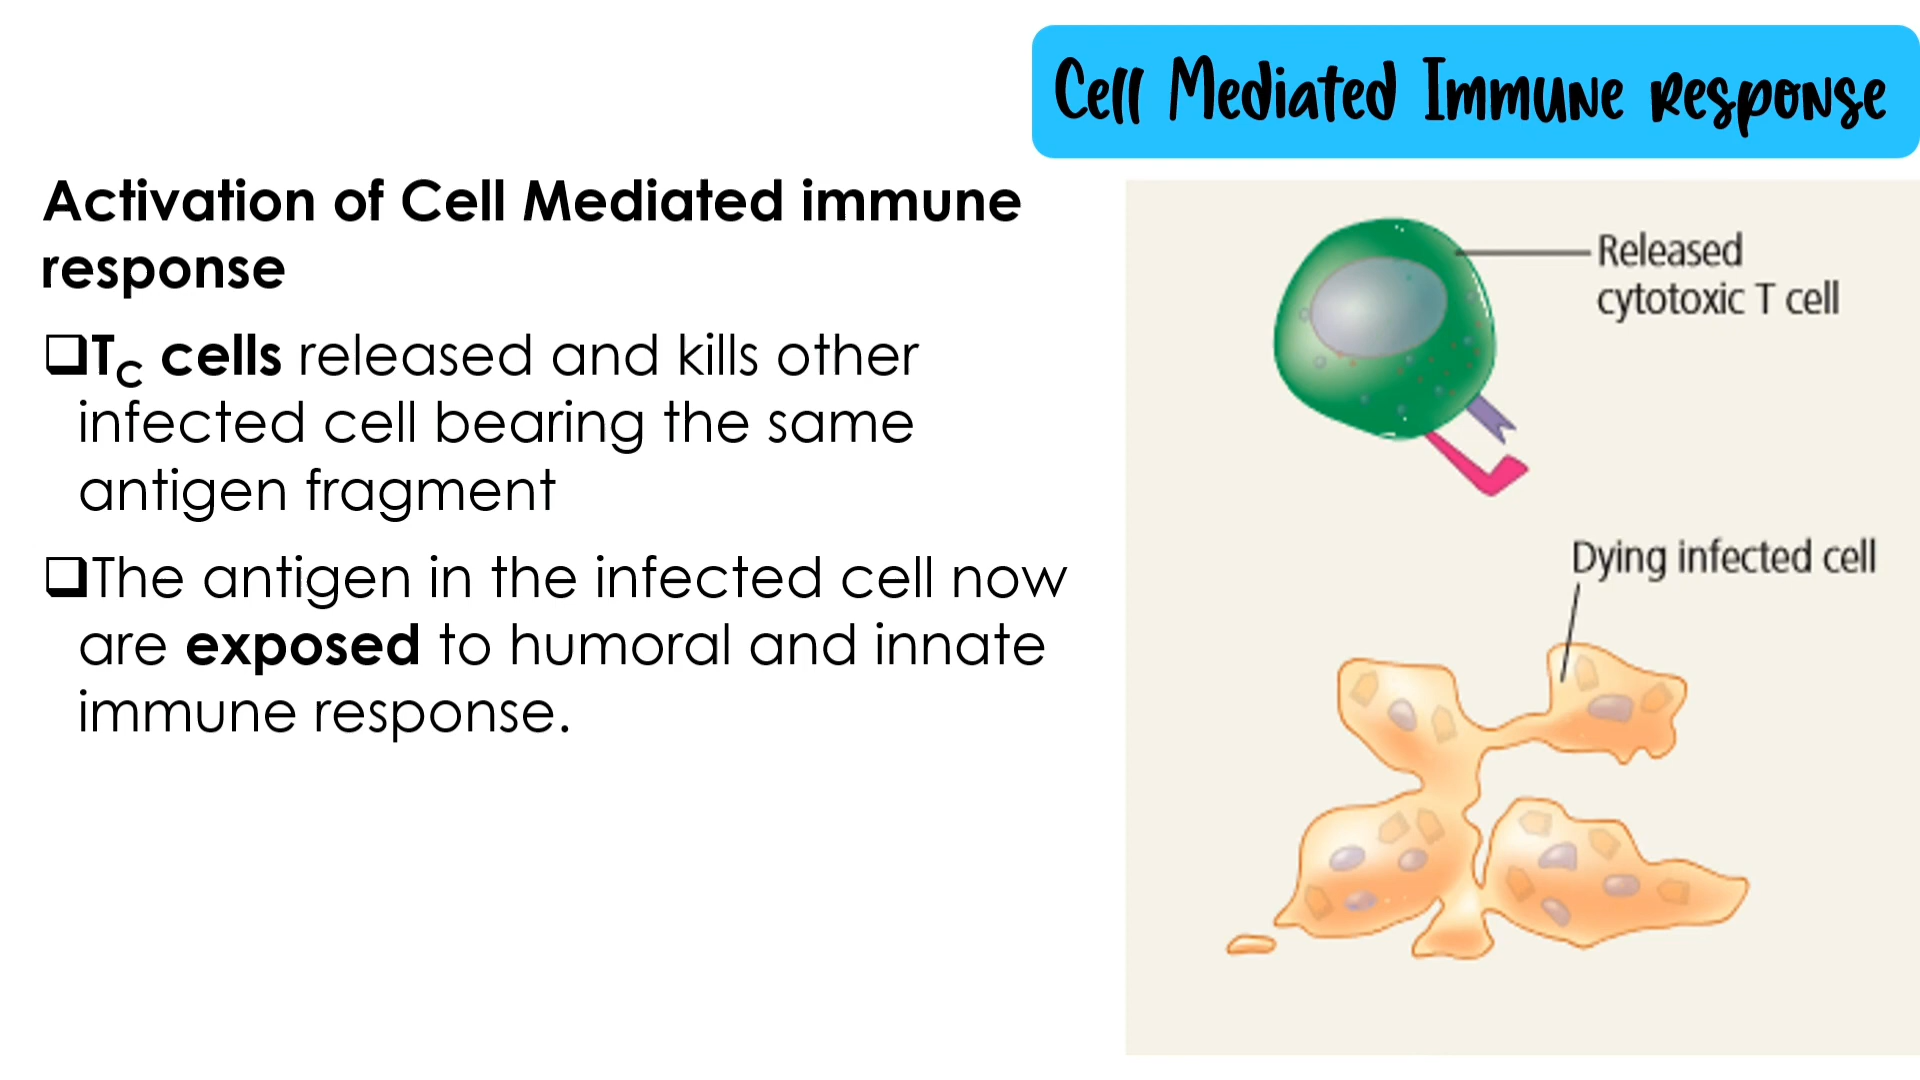 Cell Mediated Immune Response
Activation of Cell Mediated immune
response
❑Tc cells released and kills other
infected cell bearing the same
antigen fragment
❑The antigen in the infected cell now
are exposed to humoral and innate
immune response.
Released
cytotoxic T cell
Dying infected cell